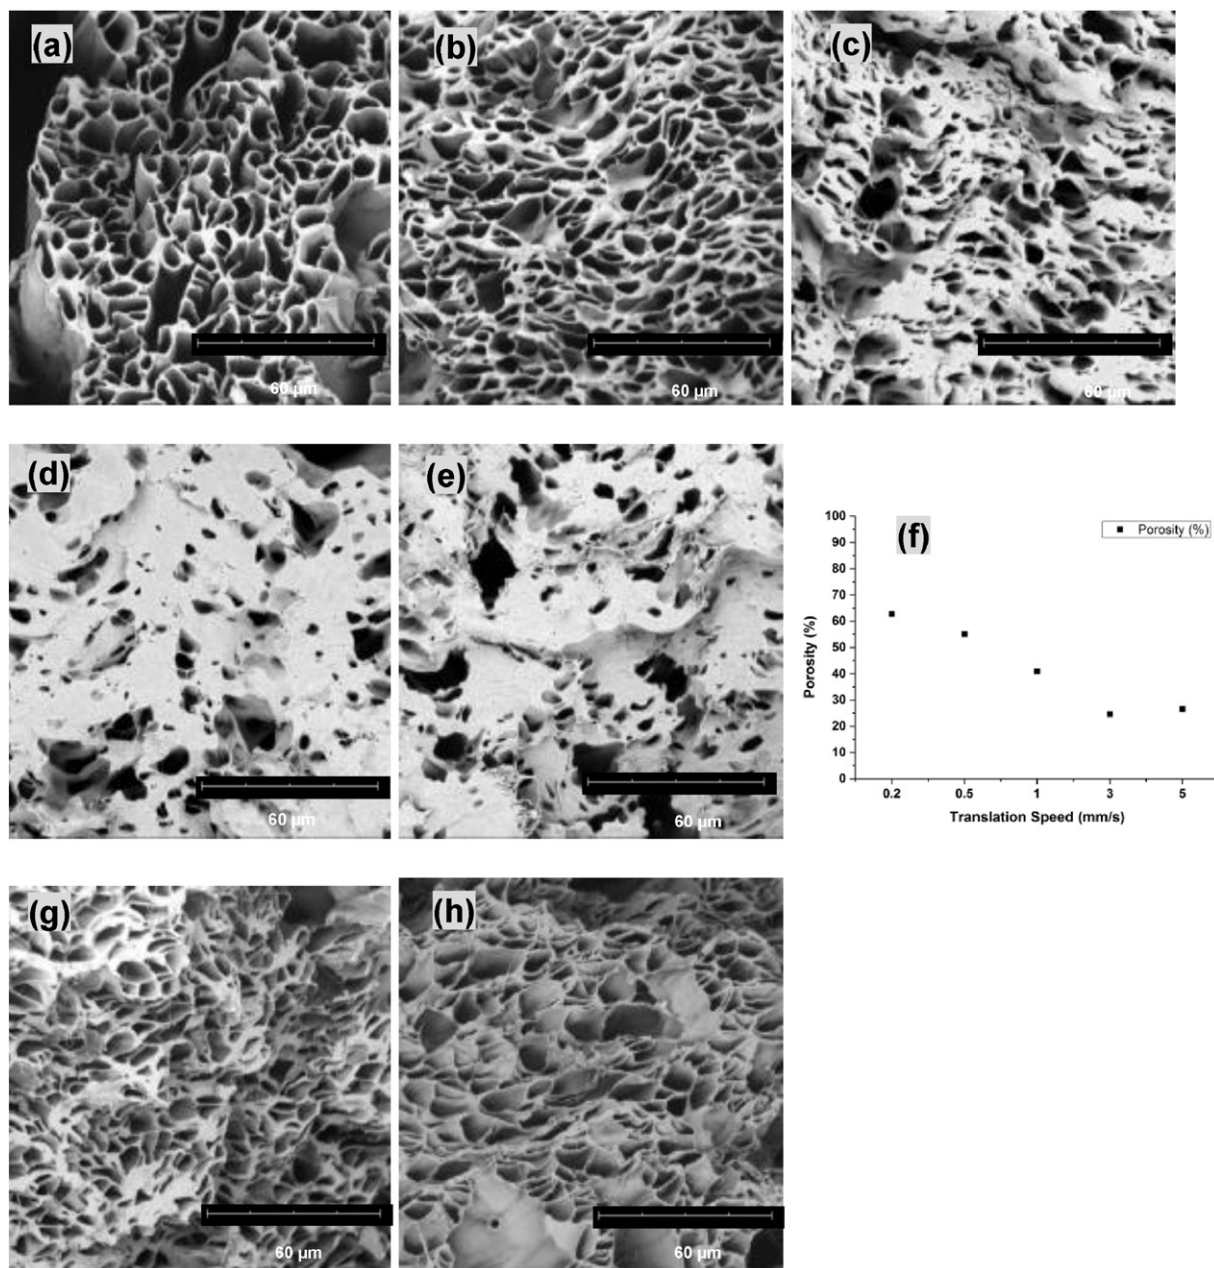 (a)
(b)
(c)
60 µm
60 µm
60 µm
(d)
(e)
(f)
60 µm
60 µm
Porosity (%)
100
90
80
70
60
50
40
30
20
10
0
Porosity (%)
0.2
0.5
1
3
5
Translation Speed (mm/s)
(g)
(h)
60 µm
60 µm